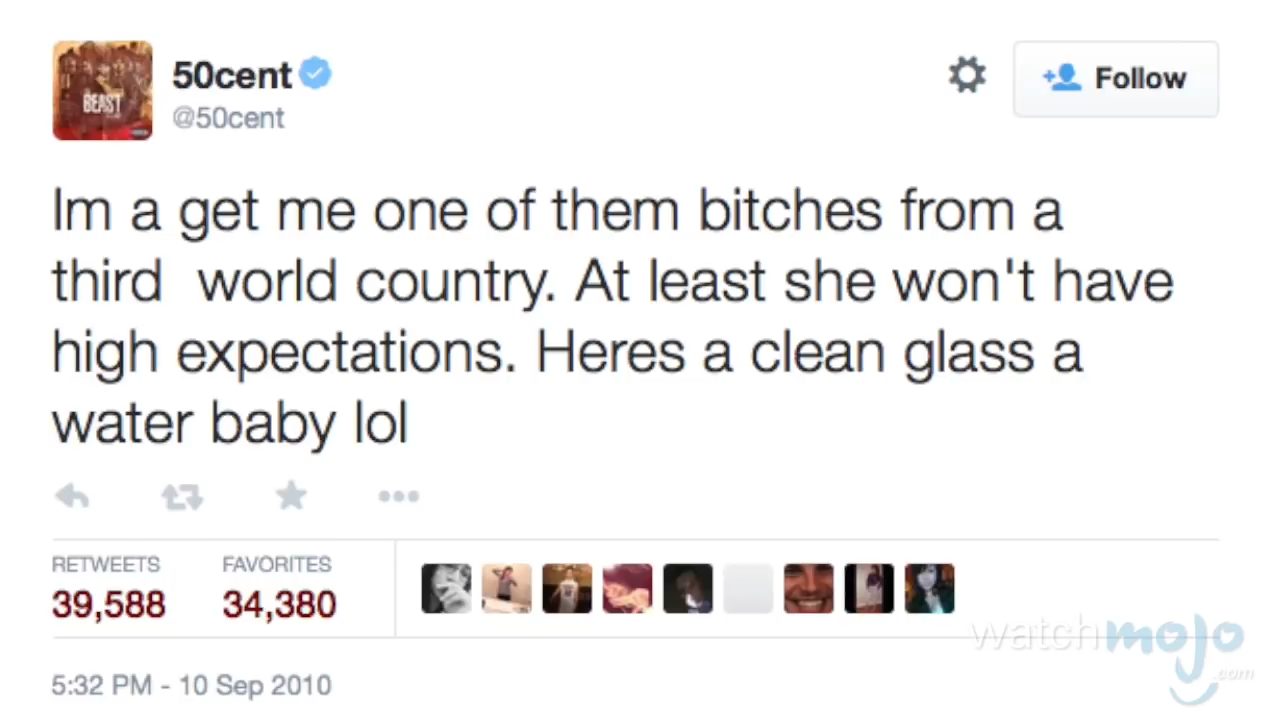 BEAST
50cent
@50cent
Follow
Im a get me one of them bitches from a
third  world country. At least she won't have
high expectations. Heres a clean glass a
water baby lol
RETWEETS
FAVORITES
39,588
34,380
5:32 PM - 10 Sep 2010
watchmojo
.com